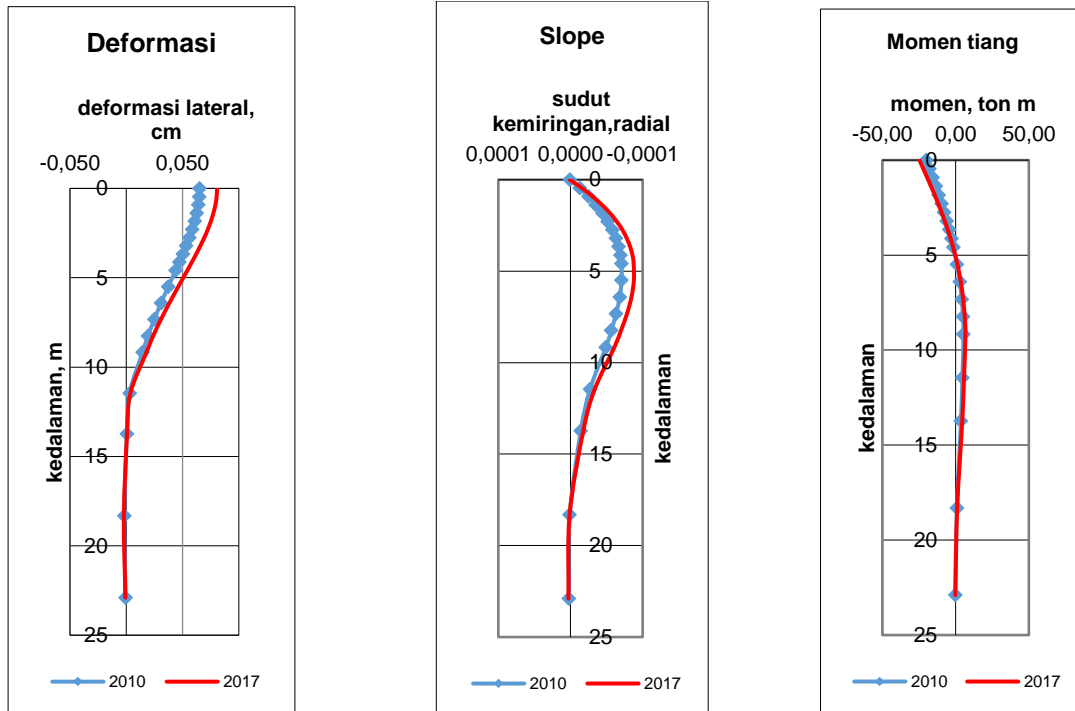 Deformasi
deformasi lateral,
cm
-0,050 0,050
0
5
10
15
20
25
kedalaman, m
2010 2017
Slope
sudut
kemiringan,radial
0,0001 0,0000 -0,0001
0
5
10
15
20
25
kedalaman
2010 2017
Momen tiang
momen, ton m
-50,00 0,00 50,00
0
5
10
15
20
25
kedalaman
2010 2017